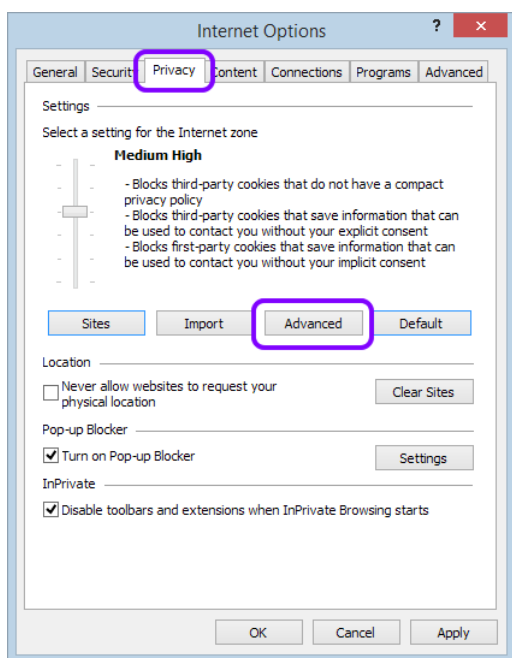 Internet Options ? ×
General Security Privacy Content Connections Programs Advanced
Settings
Select a setting for the Internet zone
Medium High
- Blocks third-party cookies that do not have a compact
privacy policy
- Blocks third-party cookies that save information that can
be used to contact you without your explicit consent
- Blocks first-party cookies that save information that can
be used to contact you without your implicit consent
Sites Import Advanced Default
Location
Never allow websites to request your
physical location
Clear Sites
Pop-up Blocker
Turn on Pop-up Blocker Settings
InPrivate
Disable toolbars and extensions when InPrivate Browsing starts
OK Cancel Apply